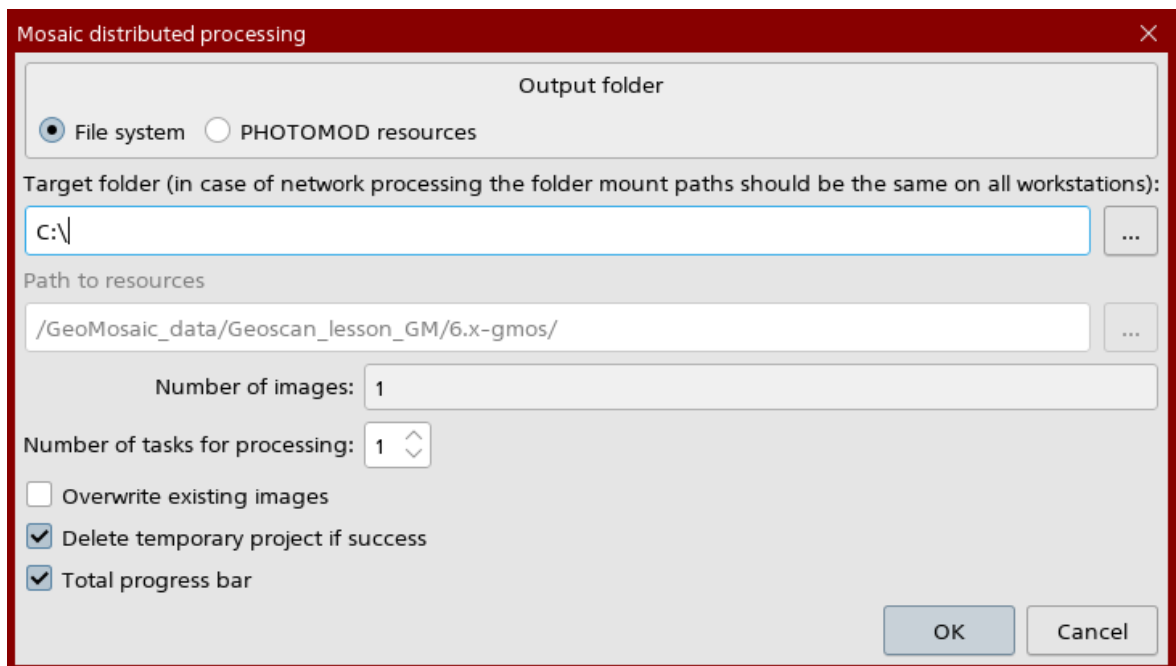 Mosaic distributed processing
Output folder
File system PHOTOMOD resources
Target folder (in case of network processing the folder mount paths should be the same on all workstations):
C:\
...
Path to resources
/GeoMosaic_data/Geoscan_lesson_GM/6.x-gmos/
...
Number of images: 1
Number of tasks for processing: 1
Overwrite existing images
Delete temporary project if success
Total progress bar
OK Cancel